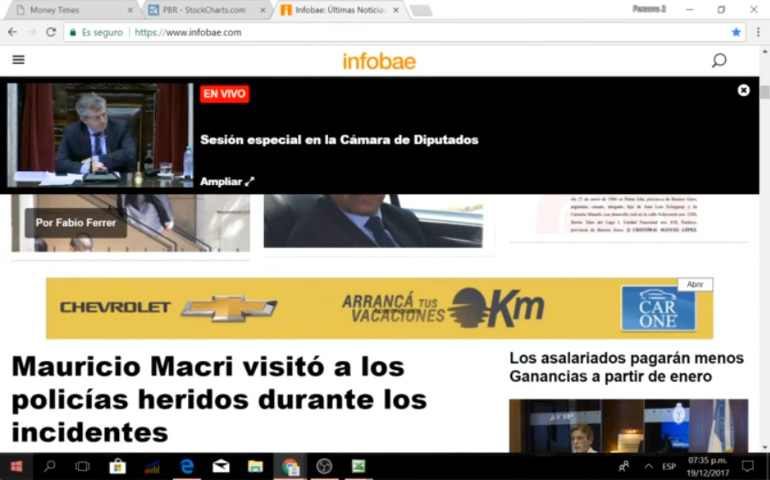 Money Times
PBR - StockCharts.com
Infobae: Últimas Noticias
Es seguro
https://www.infobae.com
infobae
EN VIVO
Sesión especial en la Cámara de Diputados
Ampliar
Por Fabio Ferrer
Abrir
CHEVROLET
ARRANCÁ TUS
VACACIONES
0Km
CAR
ONE
Mauricio Macri visitó a los
policías heridos durante los
incidentes
Los asalariados pagarán menos
Ganancias a partir de enero
ESP
07:35 p.m.
19/12/2017